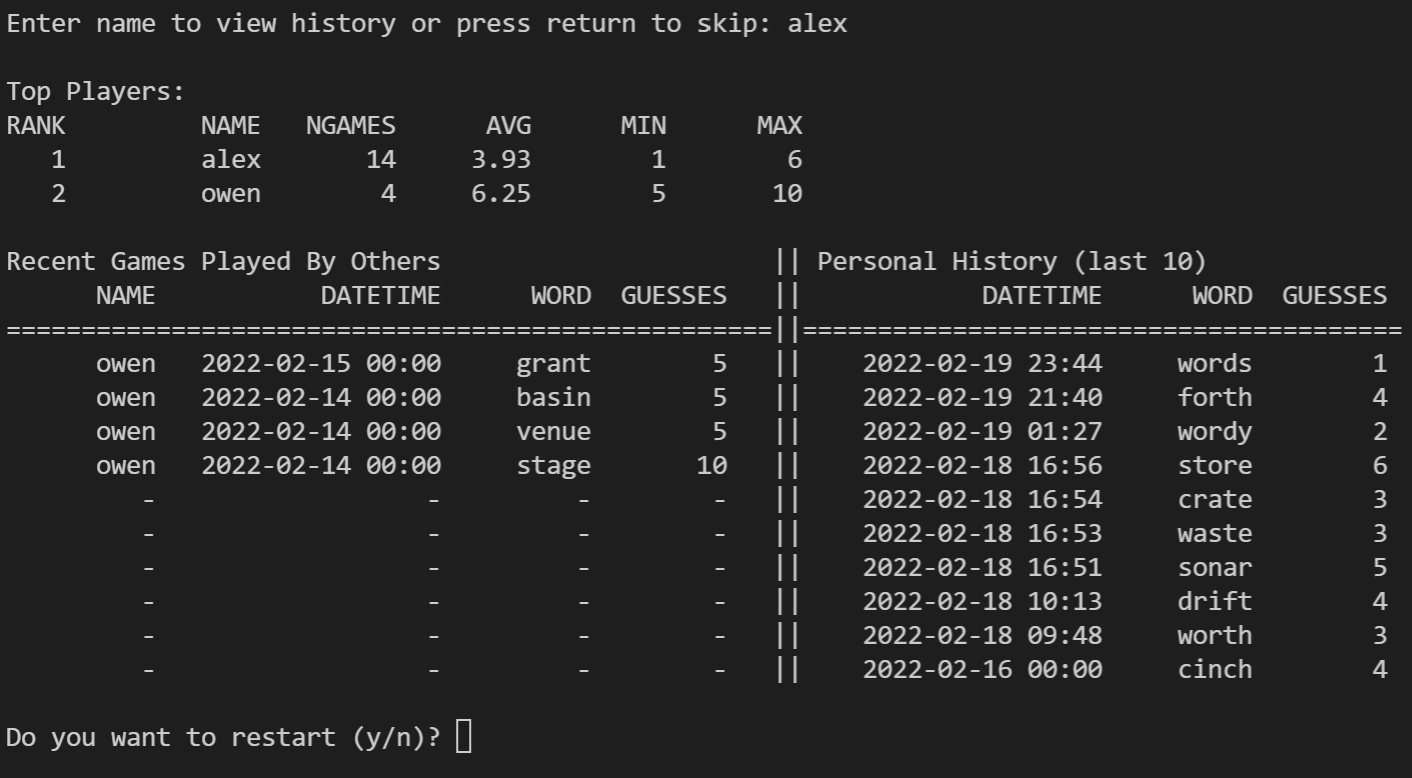 Enter name to view history or press return to skip: alex
Top Players:
RANK         NAME   NGAMES      AVG      MIN      MAX
   1         alex       14     3.93        1        6
   2         owen        4     6.25        5       10
Recent Games Played By Others                      || Personal History (last 10)
      NAME           DATETIME      WORD  GUESSES   ||            DATETIME      WORD  GUESSES
===================================================||========================================
      owen   2022-02-15 00:00     grant        5   ||    2022-02-19 23:44     words        1
      owen   2022-02-14 00:00     basin        5   ||    2022-02-19 21:40     forth        4
      owen   2022-02-14 00:00     venue        5   ||    2022-02-19 01:27     wordy        2
      owen   2022-02-14 00:00     stage       10   ||    2022-02-18 16:56     store        6
         -                  -         -        -   ||    2022-02-18 16:54     crate        3
         -                  -         -        -   ||    2022-02-18 16:53     waste        3
         -                  -         -        -   ||    2022-02-18 16:51     sonar        5
         -                  -         -        -   ||    2022-02-18 10:13     drift        4
         -                  -         -        -   ||    2022-02-18 09:48     worth        3
         -                  -         -        -   ||    2022-02-16 00:00     cinch        4
Do you want to restart (y/n)?